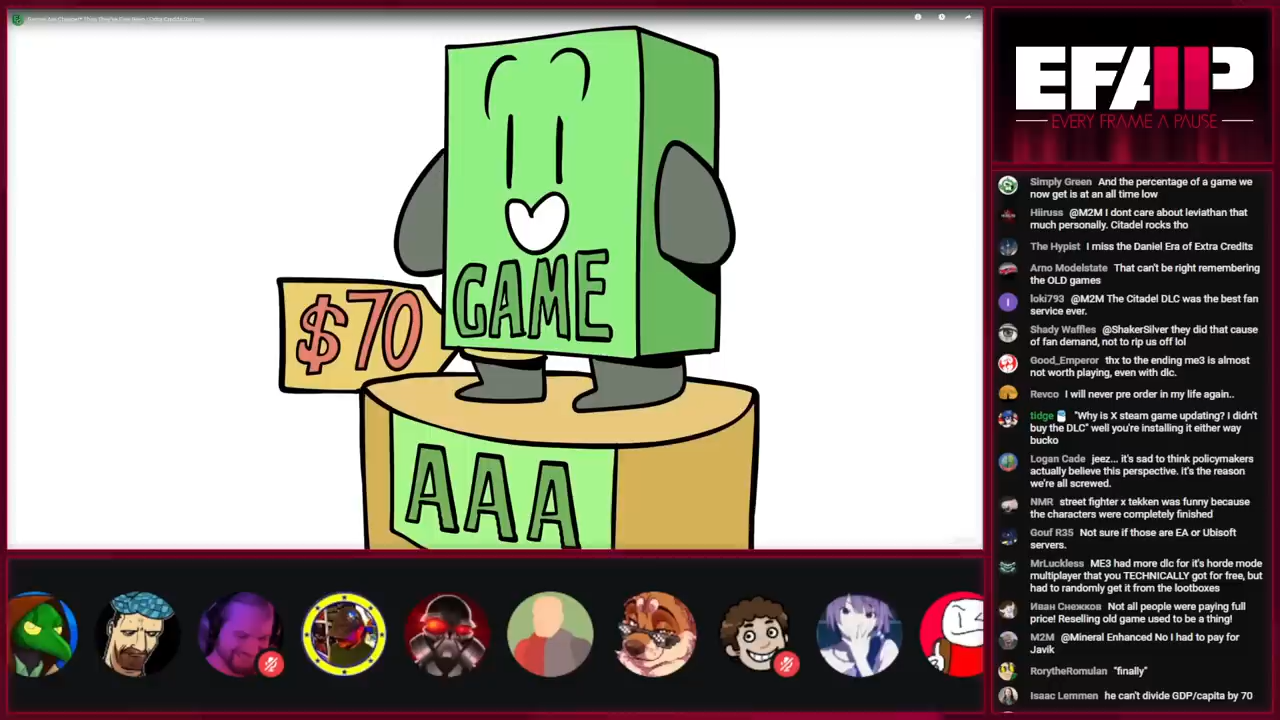 GAME
$70
AAA
EFAP
EVERY FRAME A PAUSE
Simply Green And the percentage of a game we
now get is at an all time low
Hiiruss @M2M I dont care about leviathan that
much personally. Citadel rocks tho
The Hypist I miss the Daniel Era of Extra Credits
Arno Modelstate That can't be right remembering
the OLD games
loki793 @M2M The Citadel DLC was the best fan
service ever.
Shady Waffles @ShakerSilver they did that cause
of fan demand, not to rip us off lol
Good_Emperor thx to the ending me3 is almost
not worth playing, even with dlc.
Revco I will never pre order in my life again..
tidge "Why is X steam game updating? I didn't
buy the DLC" well you're installing it either way
bucko
Logan Cade jeez... it's sad to think policymakers
actually believe this perspective. it's the reason
we're all screwed.
NMR street fighter x tekken was funny because
the characters were completely finished
Gouf R35 Not sure if those are EA or Ubisoft
servers.
MrLuckless ME3 had more dlc for it's horde mode
multiplayer that you TECHNICALLY got for free, but
had to randomly get it from the lootboxes
Иван Снежков Not all people were paying full
price! Reselling old game used to be a thing!
M2M @Mineral Enhanced No I had to pay for
Javik
RorytheRomulan "finally"
Isaac Lemmen he can't divide GDP/capita by 70